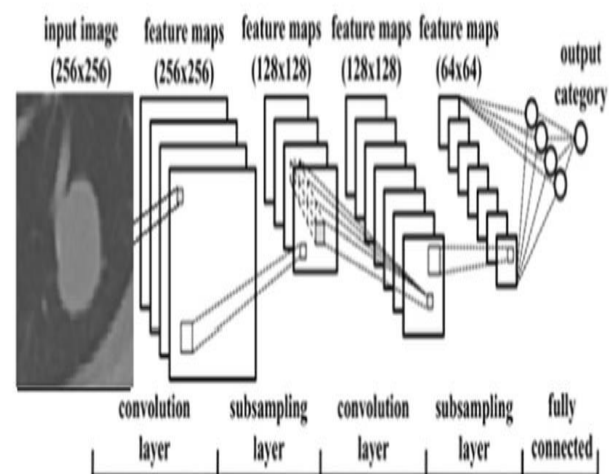 input image
(256x256)
feature maps
(256x256)
feature maps
(128x128)
feature maps
(128x128)
feature maps
(64x64)
output
category
convolution
layer
subsampling
layer
convolution
layer
subsampling
layer
fully
connected